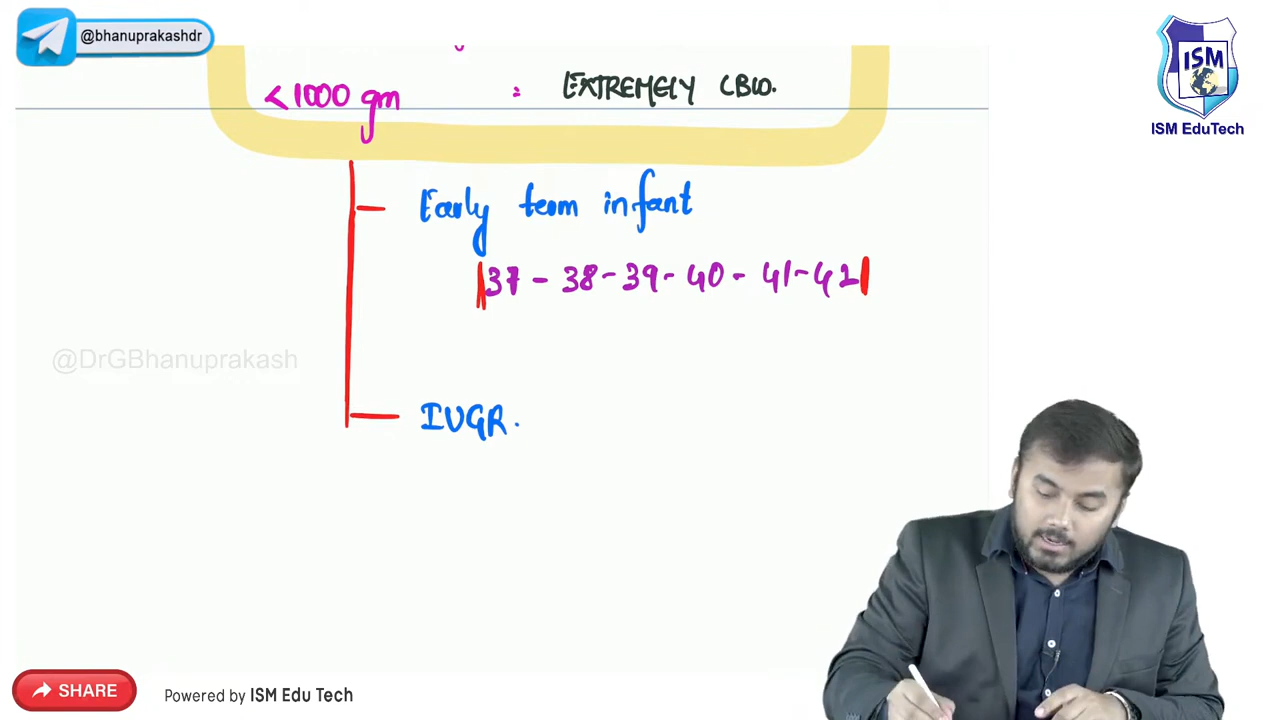 @bhanuprakashdr
ISM
ISM EduTech
<1000 gm = EXTREMELY LBW.
Early term infant
37 - 38 - 39 - 40 - 41 - 42
@DrGBhanuprakash
IUGR.
SHARE
Powered by ISM Edu Tech